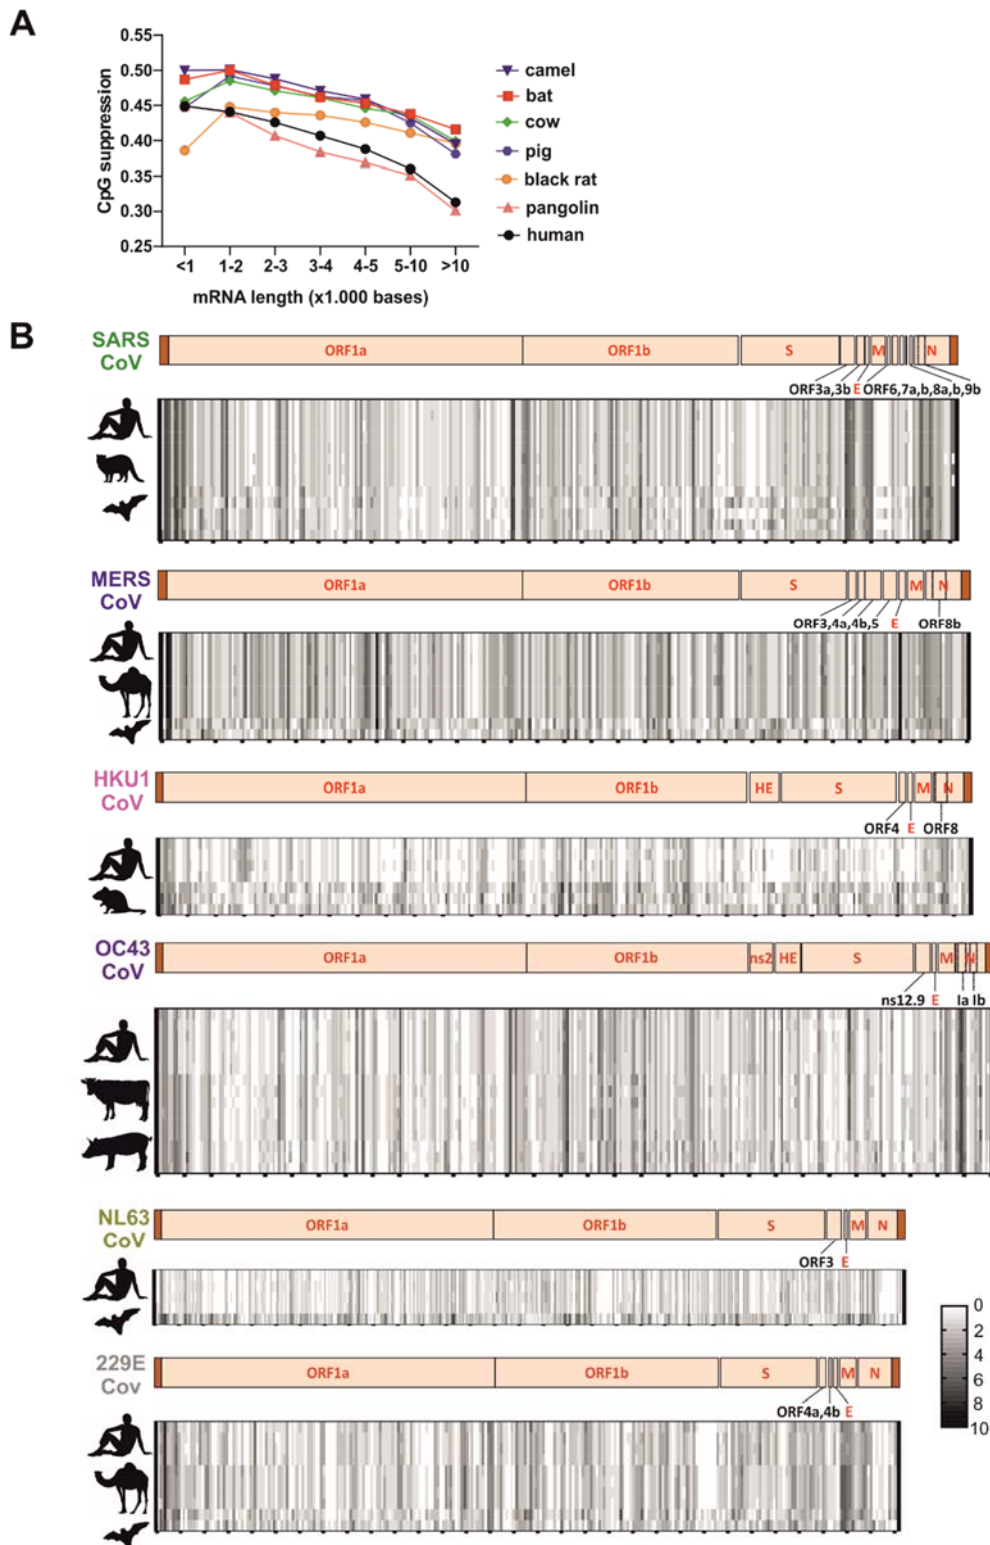 A
0.55
0.50
0.45
0.40
0.35
0.30
0.25
CpG suppression
<1 1-2 2-3 3-4 4-5 5-10 >10
mRNA length (x1.000 bases)
camel
bat
cow
pig
black rat
pangolin
human
B
SARS
CoV
ORF1a ORF1b S M N
ORF3a,3b E ORF6,7a,b,8a,b,9b
MERS
CoV
ORF1a ORF1b S M N
ORF3,4a,4b,5 E ORF8b
HKU1
CoV
ORF1a ORF1b HE S M N
ORF4 E ORF8
OC43
CoV
ORF1a ORF1b ns2 HE S M N
ns12.9 E Ia Ib
NL63
CoV
ORF1a ORF1b S M N
ORF3 E
229E
Cov
ORF1a ORF1b S M N
ORF4a,4b E
0
2
4
6
8
10